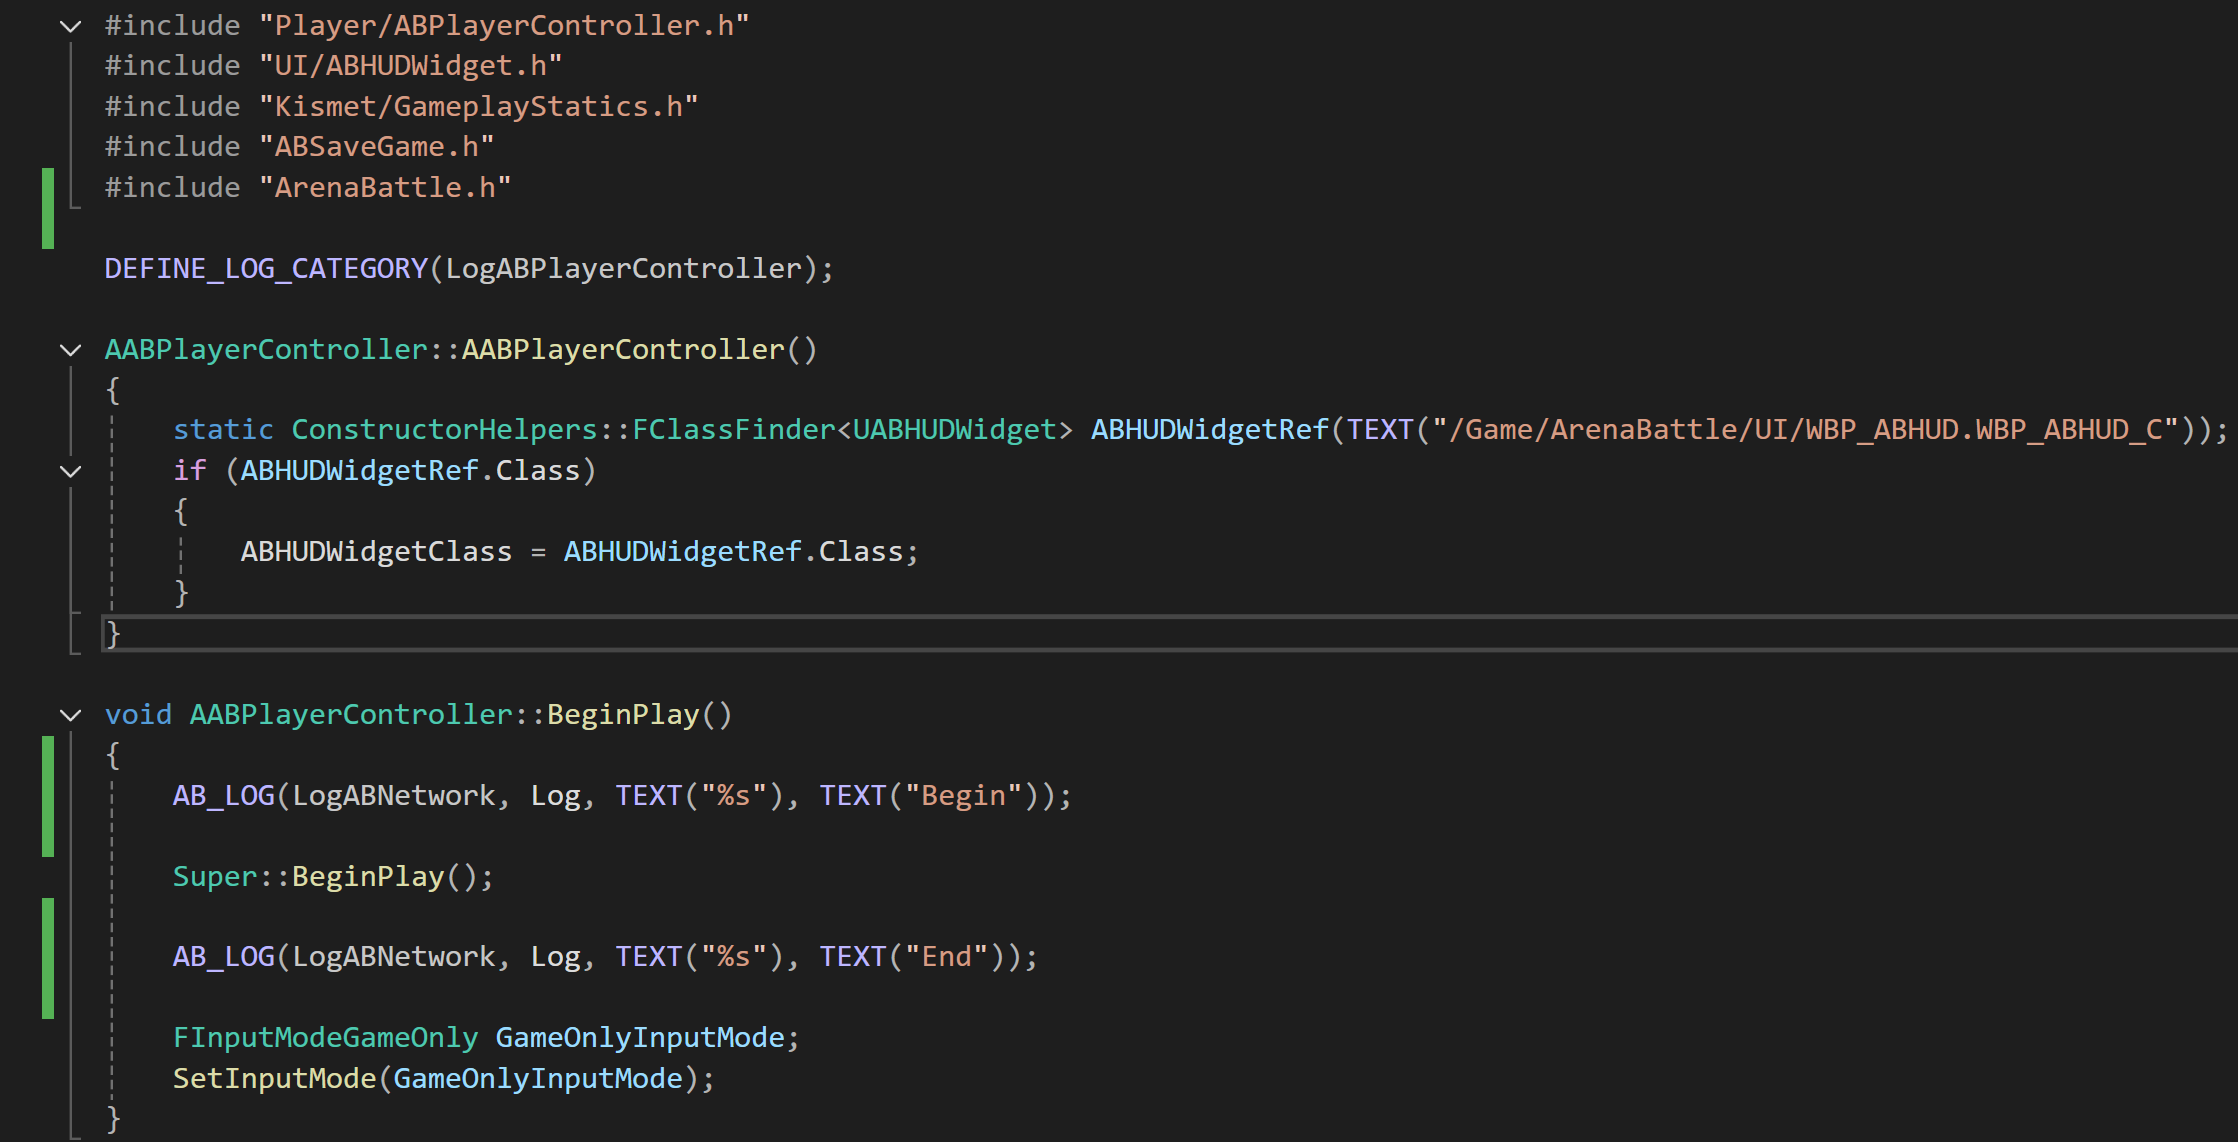 #include "Player/ABPlayerController.h"
#include "UI/ABHUDWidget.h"
#include "Kismet/GameplayStatics.h"
#include "ABSaveGame.h"
#include "ArenaBattle.h"

DEFINE_LOG_CATEGORY(LogABPlayerController);

AABPlayerController::AABPlayerController()
{
    static ConstructorHelpers::FClassFinder<UABHUDWidget> ABHUDWidgetRef(TEXT("/Game/ArenaBattle/UI/WBP_ABHUD.WBP_ABHUD_C"));
    if (ABHUDWidgetRef.Class)
    {
        ABHUDWidgetClass = ABHUDWidgetRef.Class;
    }
}

void AABPlayerController::BeginPlay()
{
    AB_LOG(LogABNetwork, Log, TEXT("%s"), TEXT("Begin"));

    Super::BeginPlay();

    AB_LOG(LogABNetwork, Log, TEXT("%s"), TEXT("End"));

    FInputModeGameOnly GameOnlyInputMode;
    SetInputMode(GameOnlyInputMode);
}